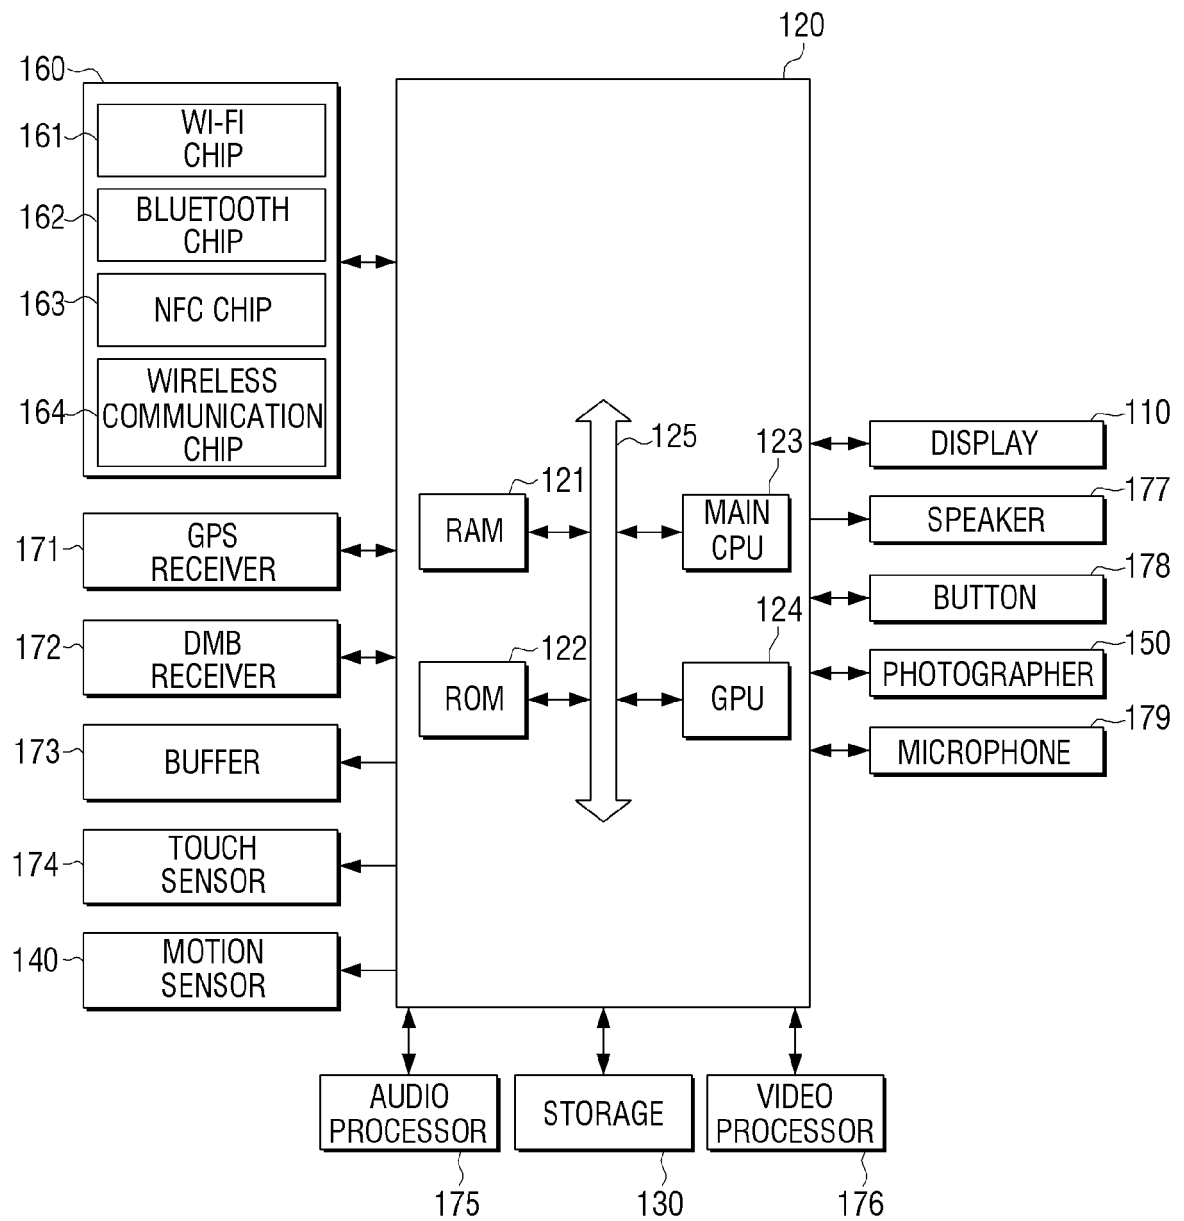 120
160
161
WI-FI
CHIP
162
BLUETOOTH
CHIP
163
NFC CHIP
164
WIRELESS
COMMUNICATION
CHIP
125
123
110
DISPLAY
121
RAM
MAIN
CPU
177
SPEAKER
171
GPS
RECEIVER
178
BUTTON
172
DMB
RECEIVER
122
ROM
124
GPU
150
PHOTOGRAPHER
179
MICROPHONE
173
BUFFER
174
TOUCH
SENSOR
140
MOTION
SENSOR
AUDIO
PROCESSOR
STORAGE
VIDEO
PROCESSOR
175
130
176